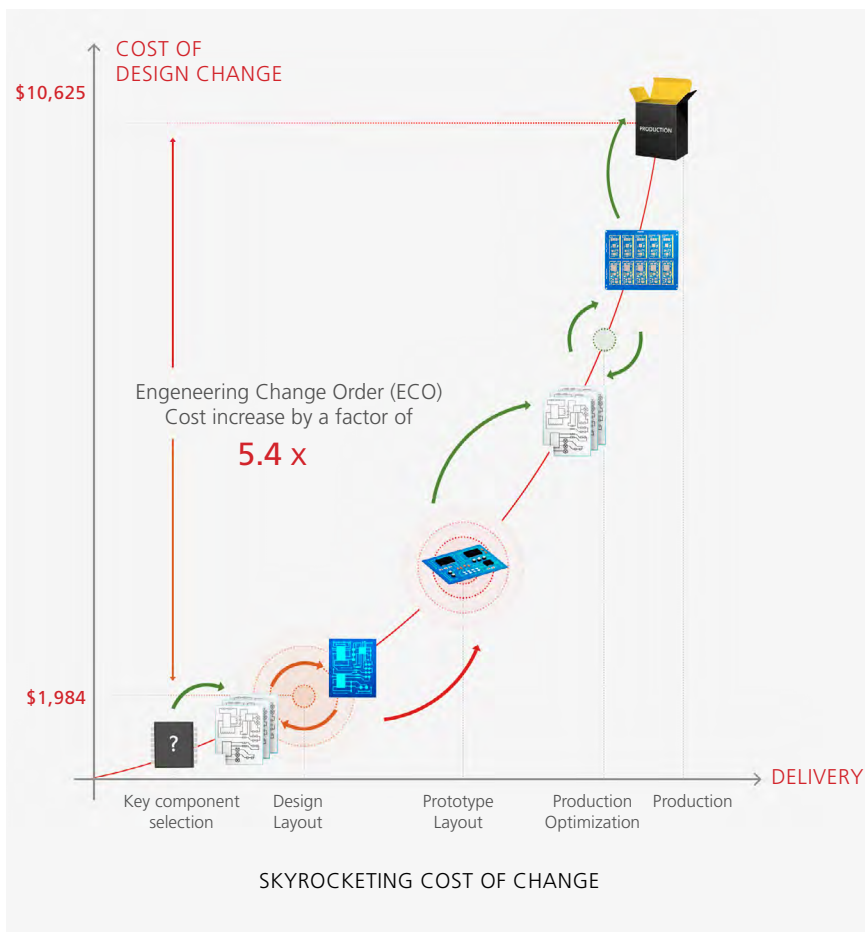 COST OF
DESIGN CHANGE
$10,625
PRODUCTION
Engeneering Change Order (ECO)
Cost increase by a factor of
5.4 x
$1,984
?
DELIVERY
Key component
selection
Design
Layout
Prototype
Layout
Production
Optimization
Production
SKYROCKETING COST OF CHANGE